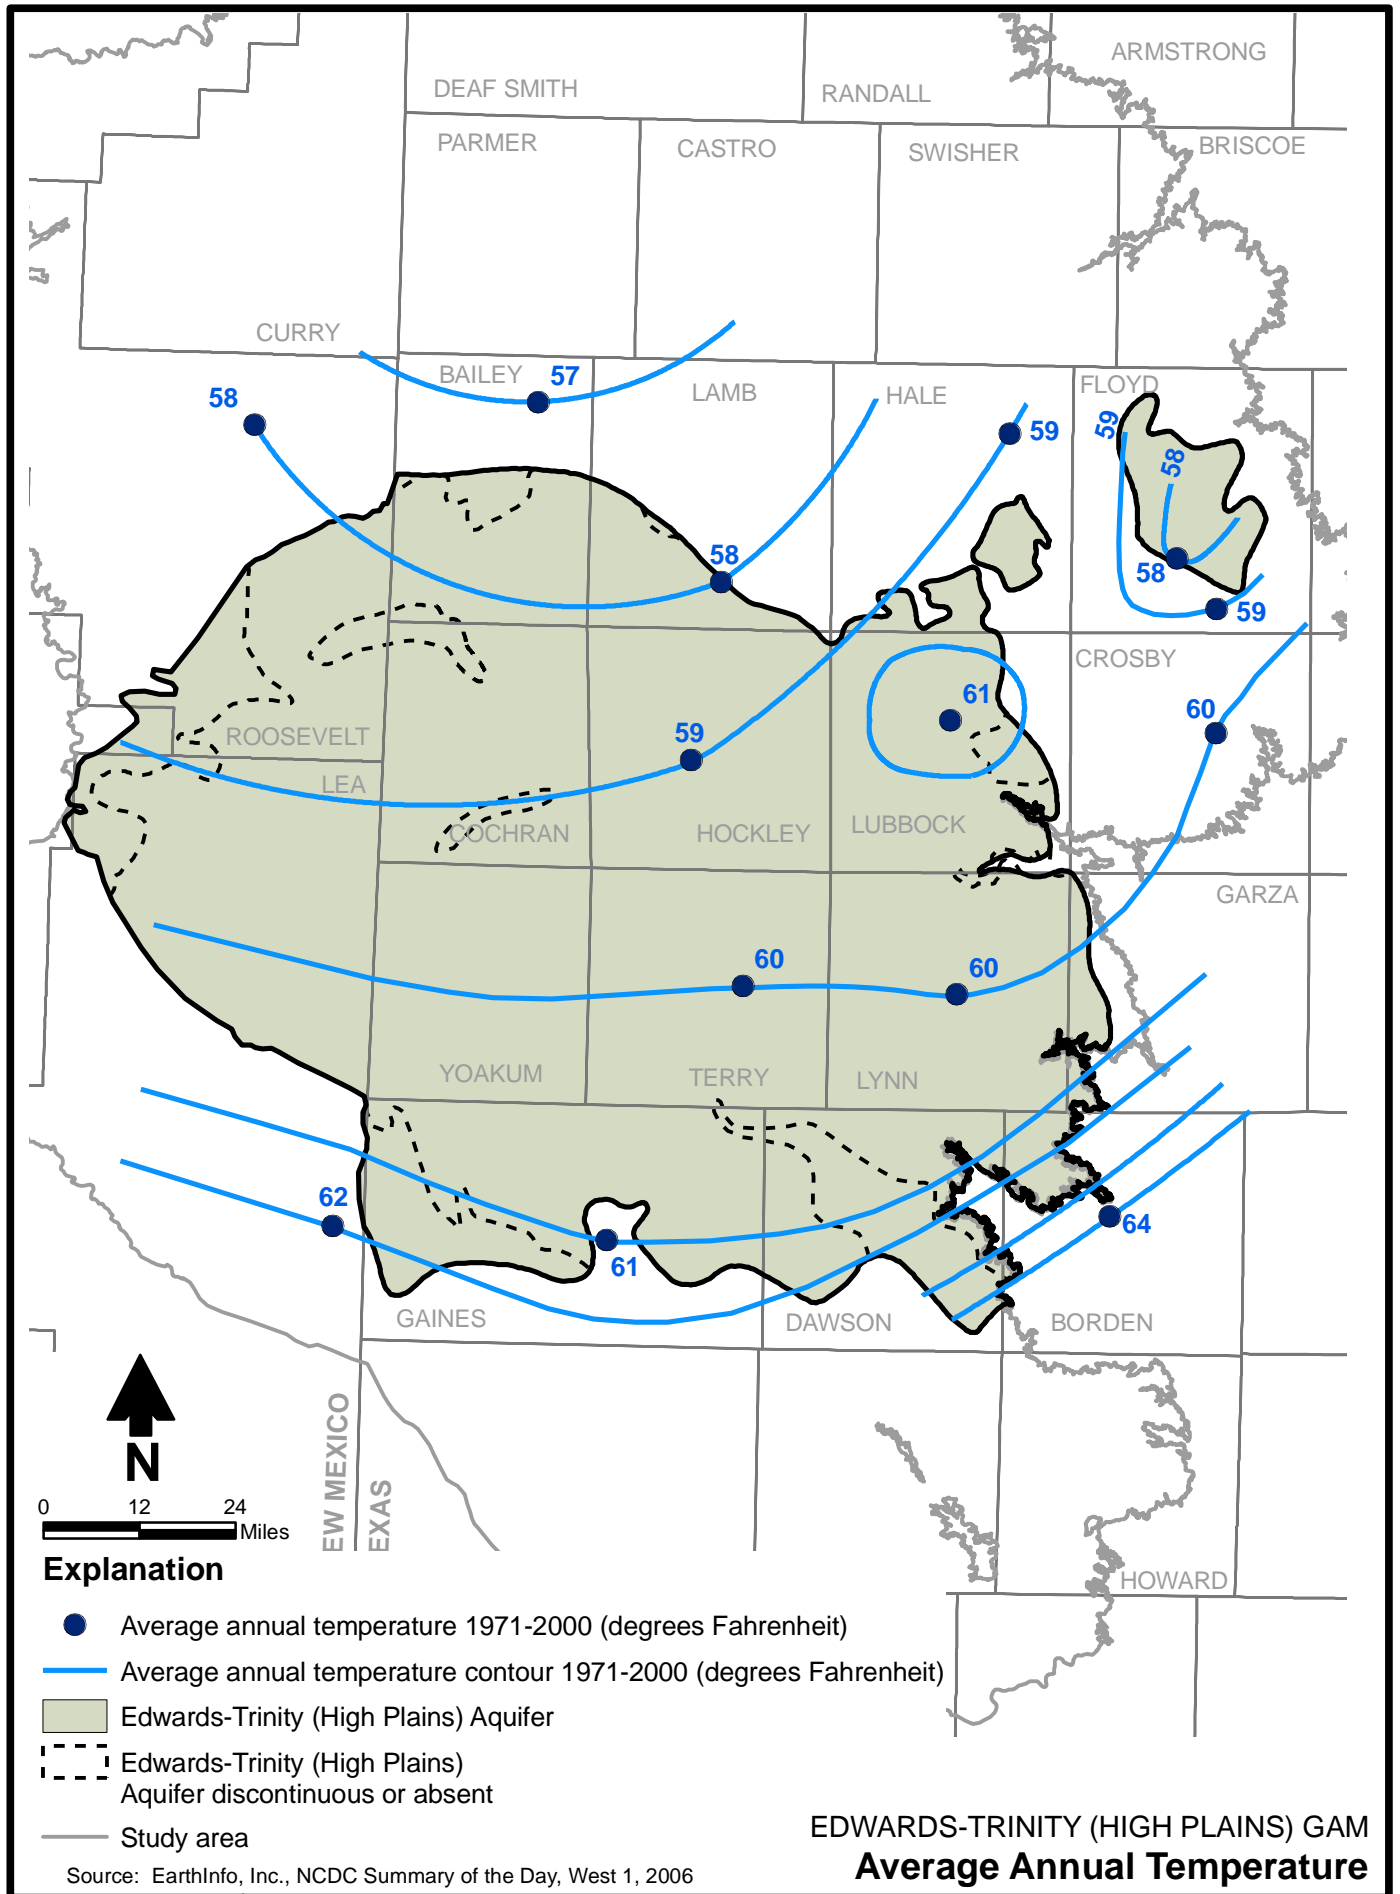 ARMSTRONG
DEAF SMITH
RANDALL
PARMER
CASTRO
SWISHER
BRISCOE
CURRY
BAILEY
57
LAMB
HALE
FLOYD
58
59
59
58
58
58
59
CROSBY
61
60
ROOSEVELT
59
LEA
COCHRAN
HOCKLEY
LUBBOCK
GARZA
60
60
YOAKUM
TERRY
LYNN
62
64
61
GAINES
DAWSON
BORDEN
EW MEXICO
EXAS
N
0 12 24
Miles
HOWARD
Explanation
Average annual temperature 1971-2000 (degrees Fahrenheit)
Average annual temperature contour 1971-2000 (degrees Fahrenheit)
Edwards-Trinity (High Plains) Aquifer
Edwards-Trinity (High Plains)
Aquifer discontinuous or absent
Study area
Source: EarthInfo, Inc., NCDC Summary of the Day, West 1, 2006
EDWARDS-TRINITY (HIGH PLAINS) GAM
Average Annual Temperature